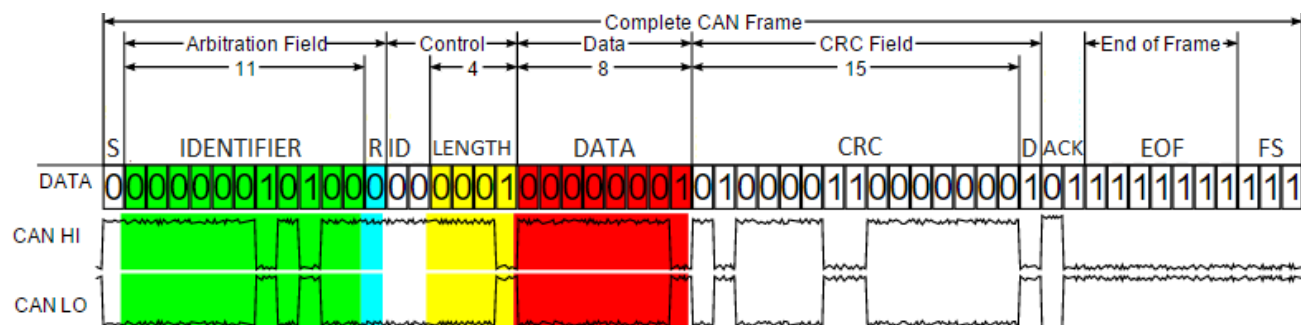 Complete CAN Frame
Arbitration Field Control Data CRC Field End of Frame
11 4 8 15
S IDENTIFIER R ID LENGTH DATA CRC D ACK EOF FS
DATA 0 00000010100 0 00 0001 00000001 010000110000000 1 01 1111111 111
CAN HI
CAN LO